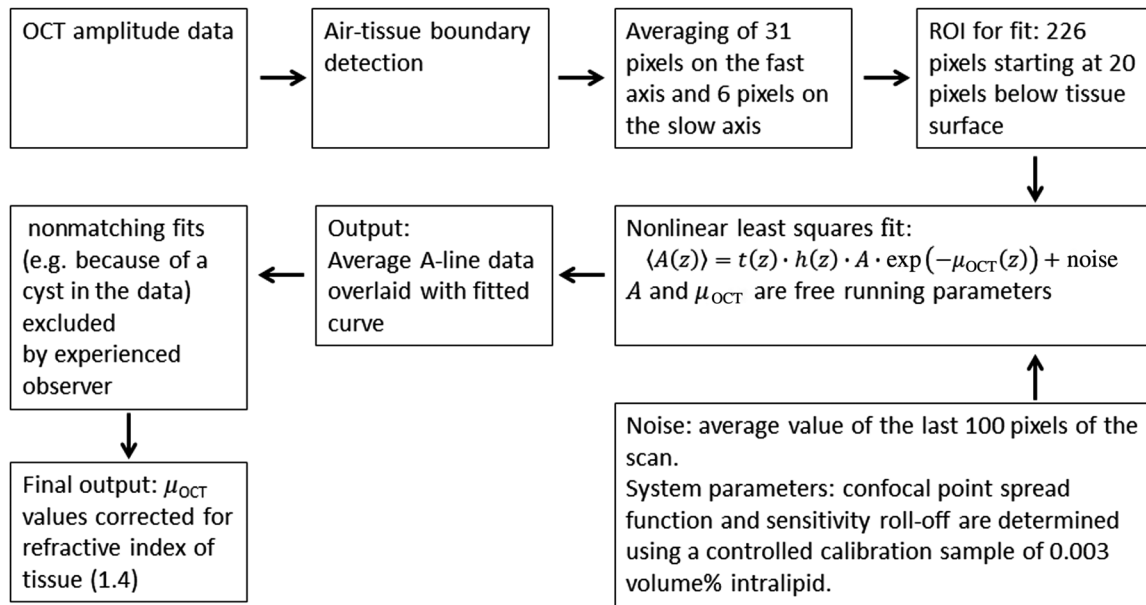 OCT amplitude data
Air-tissue boundary
detection
Averaging of 31
pixels on the fast
axis and 6 pixels on
the slow axis
ROI for fit: 226
pixels starting at 20
pixels below tissue
surface
Nonlinear least squares fit:
⟨A(z)⟩ = t(z) · h(z) · A · exp(−μ_OCT(z)) + noise
A and μ_OCT are free running parameters
Noise: average value of the last 100 pixels of the
scan.
System parameters: confocal point spread
function and sensitivity roll-off are determined
using a controlled calibration sample of 0.003
volume% intralipid.
Output:
Average A-line data
overlaid with fitted
curve
nonmatching fits
(e.g. because of a
cyst in the data)
excluded
by experienced
observer
Final output: μ_OCT
values corrected for
refractive index of
tissue (1.4)